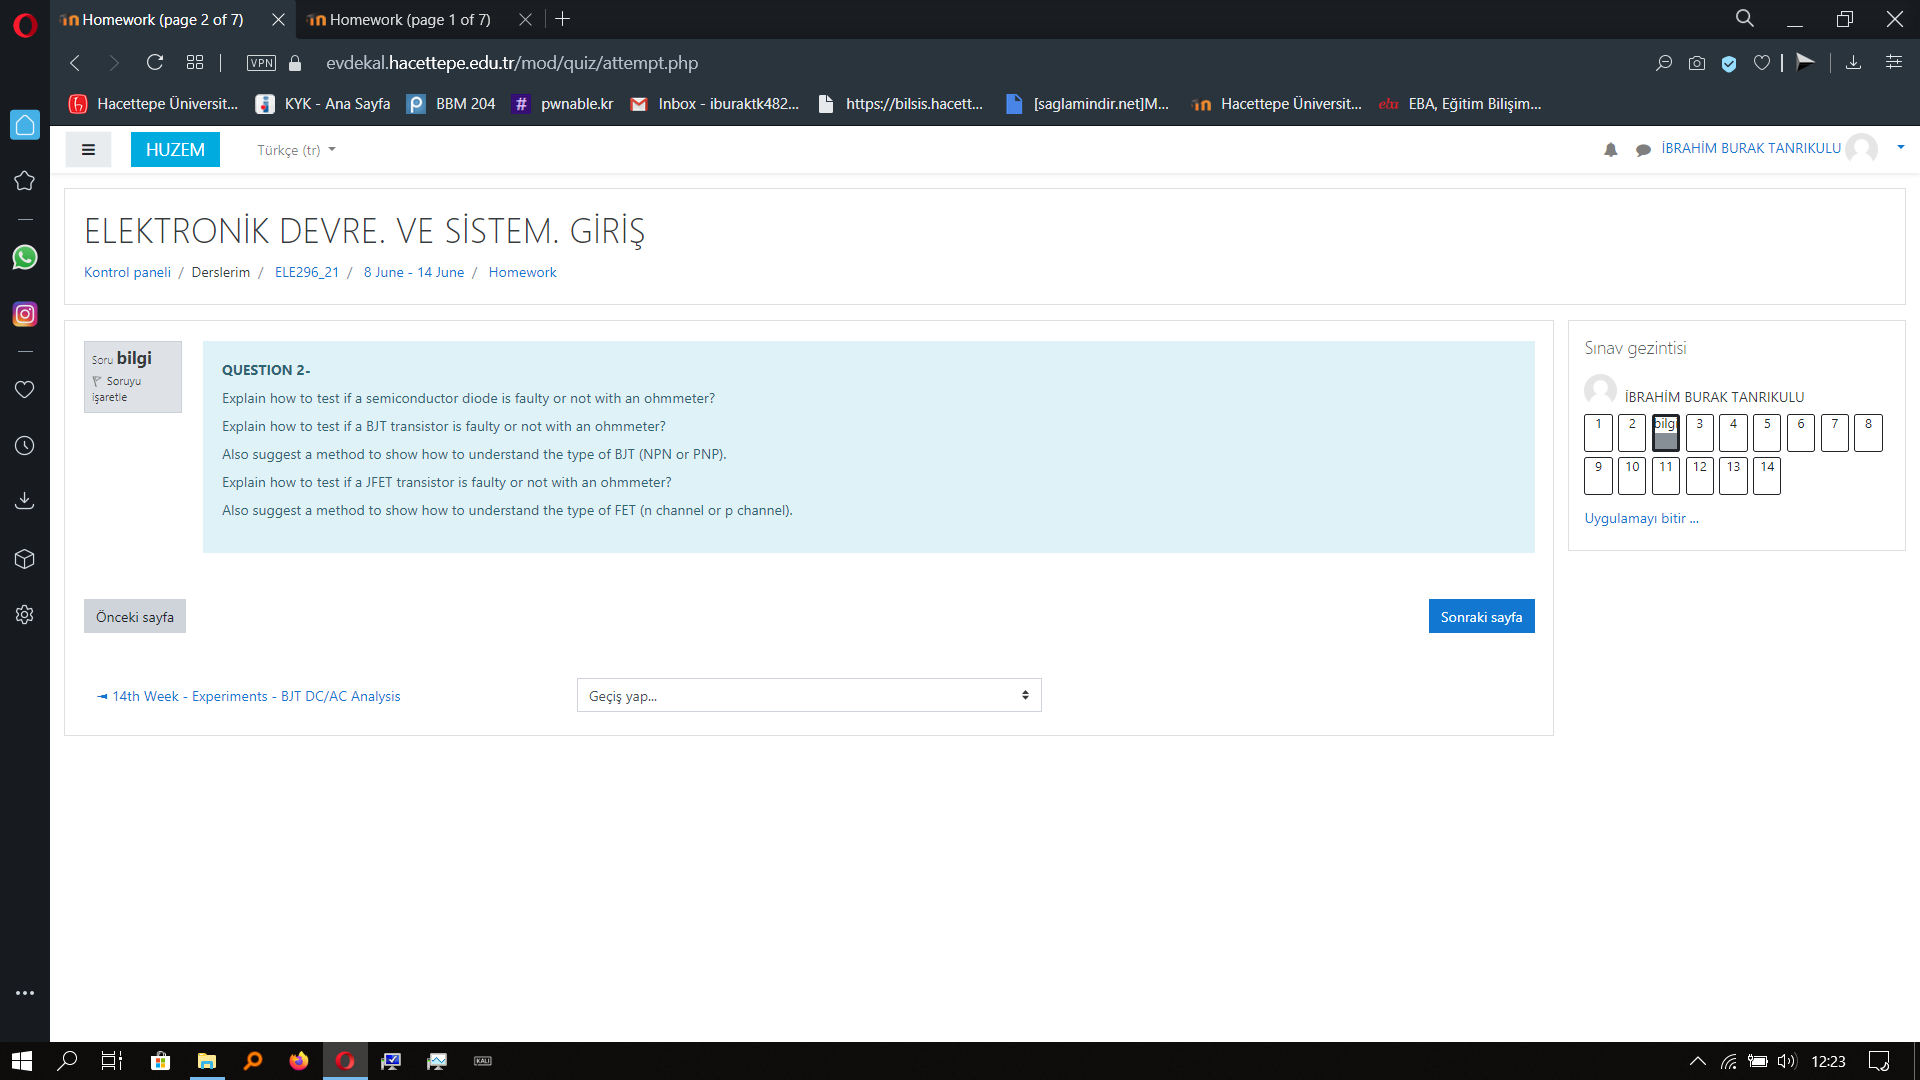 Homework (page 2 of 7)
Homework (page 1 of 7)
VPN
evdekal.hacettepe.edu.tr/mod/quiz/attempt.php
Hacettepe Üniversit...
KYK - Ana Sayfa
BBM 204
pwnable.kr
Inbox - iburaktk482...
https://bilsis.hacett...
[saglamindir.net]M...
Hacettepe Üniversit...
eba
EBA, Eğitim Bilişim...
HUZEM
Türkçe (tr)
İBRAHİM BURAK TANRIKULU
ELEKTRONİK DEVRE. VE SİSTEM. GİRİŞ
Kontrol paneli / Derslerim / ELE296_21 / 8 June - 14 June / Homework
Soru bilgi
Soruyu
işaretle
QUESTION 2-
Explain how to test if a semiconductor diode is faulty or not with an ohmmeter?
Explain how to test if a BJT transistor is faulty or not with an ohmmeter?
Also suggest a method to show how to understand the type of BJT (NPN or PNP).
Explain how to test if a JFET transistor is faulty or not with an ohmmeter?
Also suggest a method to show how to understand the type of FET (n channel or p channel).
Önceki sayfa
Sonraki sayfa
◄ 14th Week - Experiments - BJT DC/AC Analysis
Geçiş yap...
Sınav gezintisi
İBRAHİM BURAK TANRIKULU
1 2 bilgi 3 4 5 6 7 8
9 10 11 12 13 14
Uygulamayı bitir ...
KALI
12:23